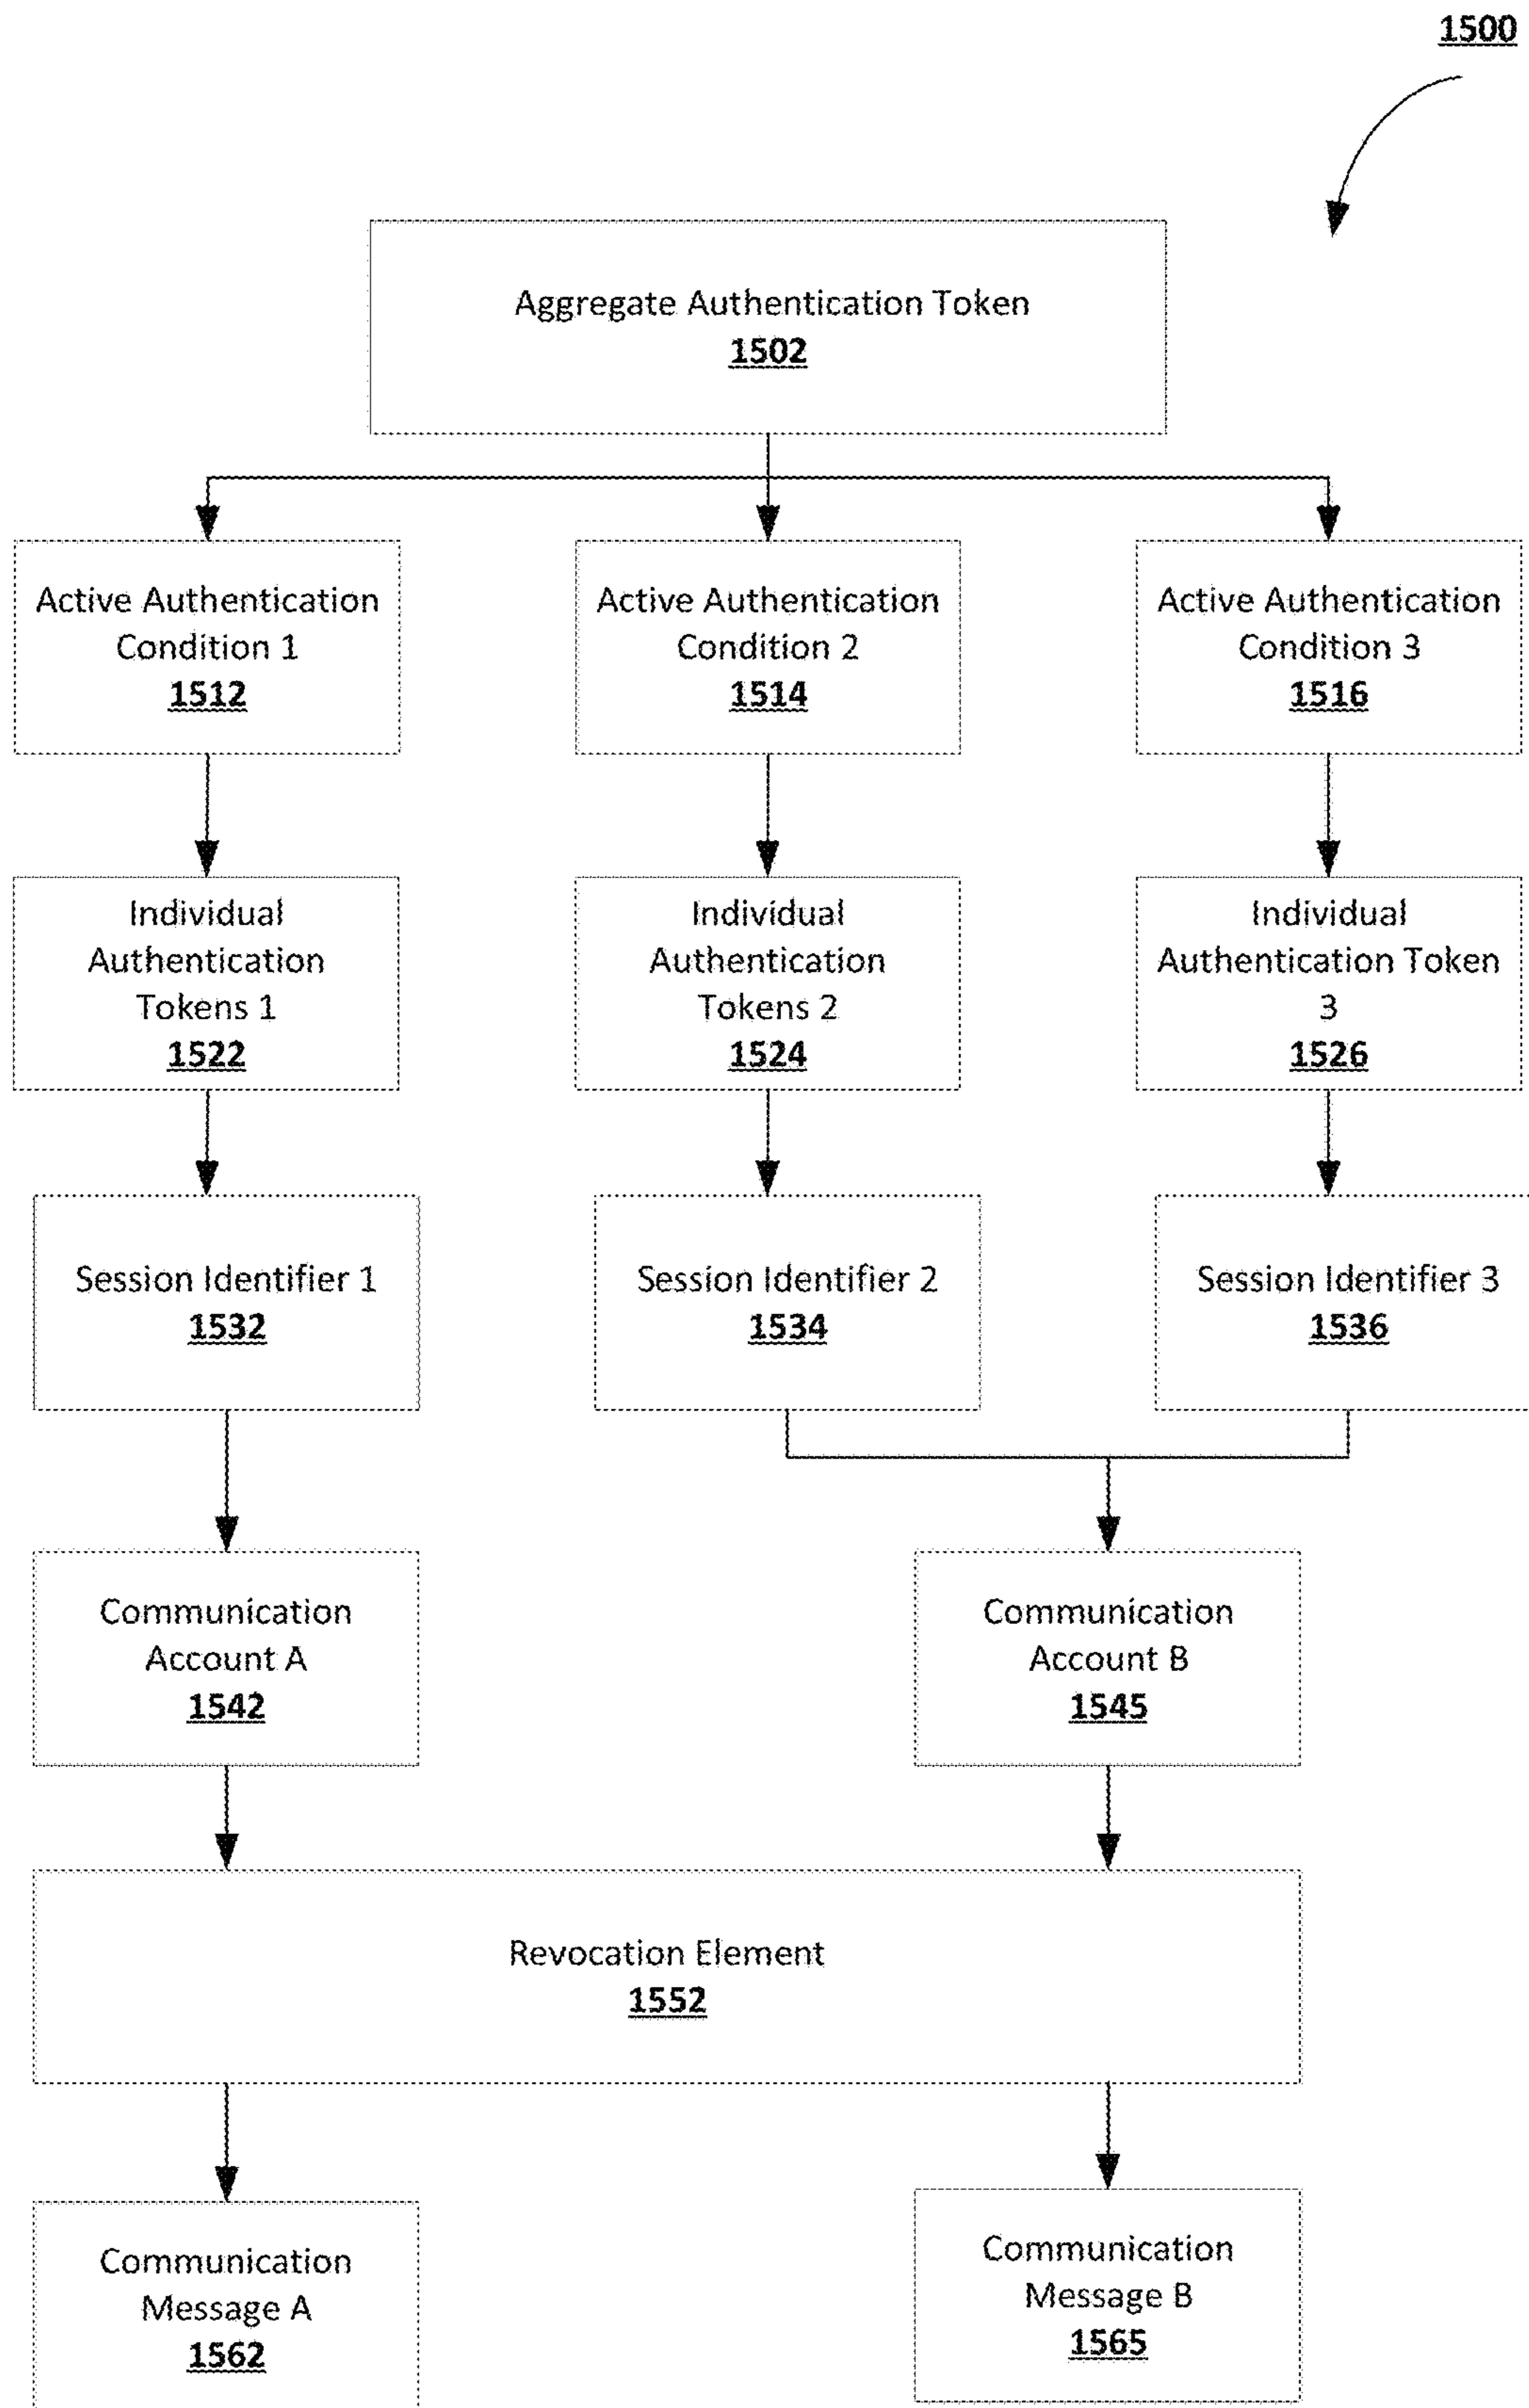 1500
Aggregate Authentication Token
1502
Active Authentication
Condition 1
1512
Active Authentication
Condition 2
1514
Active Authentication
Condition 3
1516
Individual
Authentication
Tokens 1
1522
Individual
Authentication
Tokens 2
1524
Individual
Authentication Token
3
1526
Session Identifier 1
1532
Session Identifier 2
1534
Session Identifier 3
1536
Communication
Account A
1542
Communication
Account B
1545
Revocation Element
1552
Communication
Message A
1562
Communication
Message B
1565